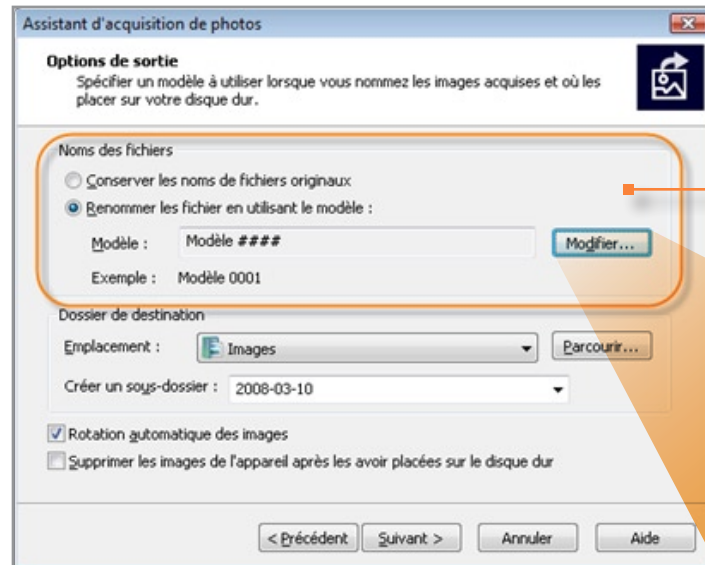 Assistant d'acquisition de photos
Options de sortie
Spécifier un modèle à utiliser lorsque vous nommez les images acquises et où les
placer sur votre disque dur.
Noms des fichiers
Conserver les noms de fichiers originaux
Renommer les fichier en utilisant le modèle :
Modèle : Modèle ####
Modifier...
Exemple : Modèle 0001
Dossier de destination
Emplacement : Images
Parcourir...
Créer un sous-dossier : 2008-03-10
Rotation automatique des images
Supprimer les images de l'appareil après les avoir placées sur le disque dur
< Précédent Suivant > Annuler Aide